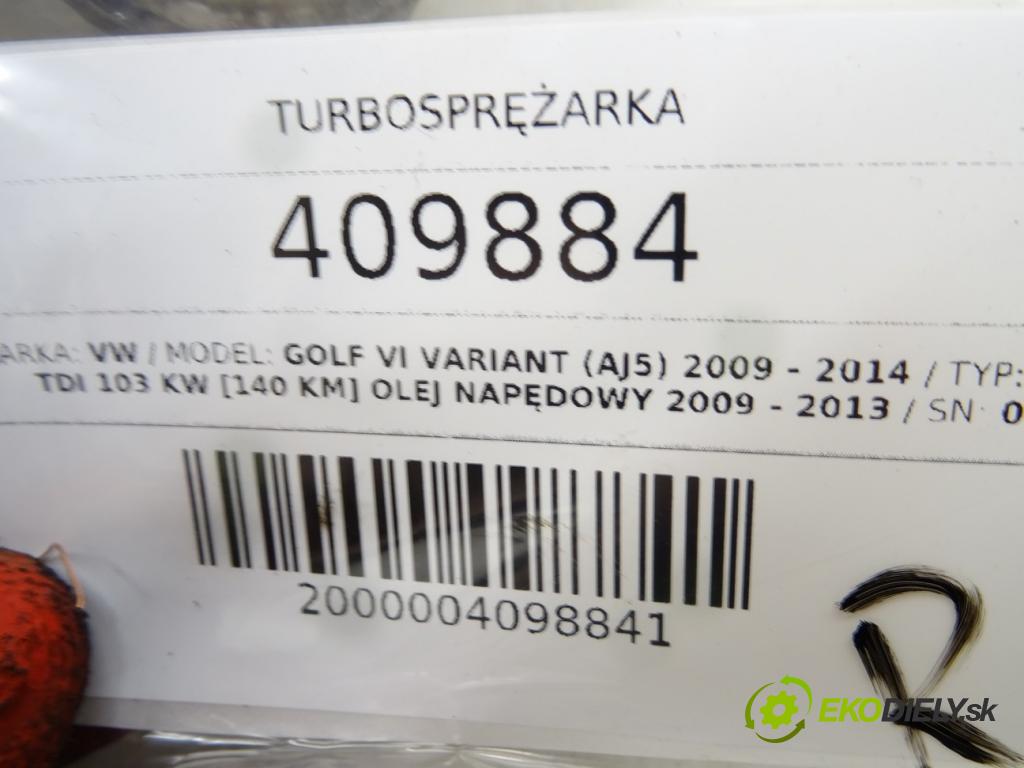 TURBOSPRĘŻARKA
409884
ARKA: VW / MODEL: GOLF VI VARIANT (AJ5) 2009 - 2014 / TYP:
TDI 103 KW [140 KM] OLEJ NAPĘDOWY 2009 - 2013 / SN: 0
2000004098841
R
EKODIELY.sk